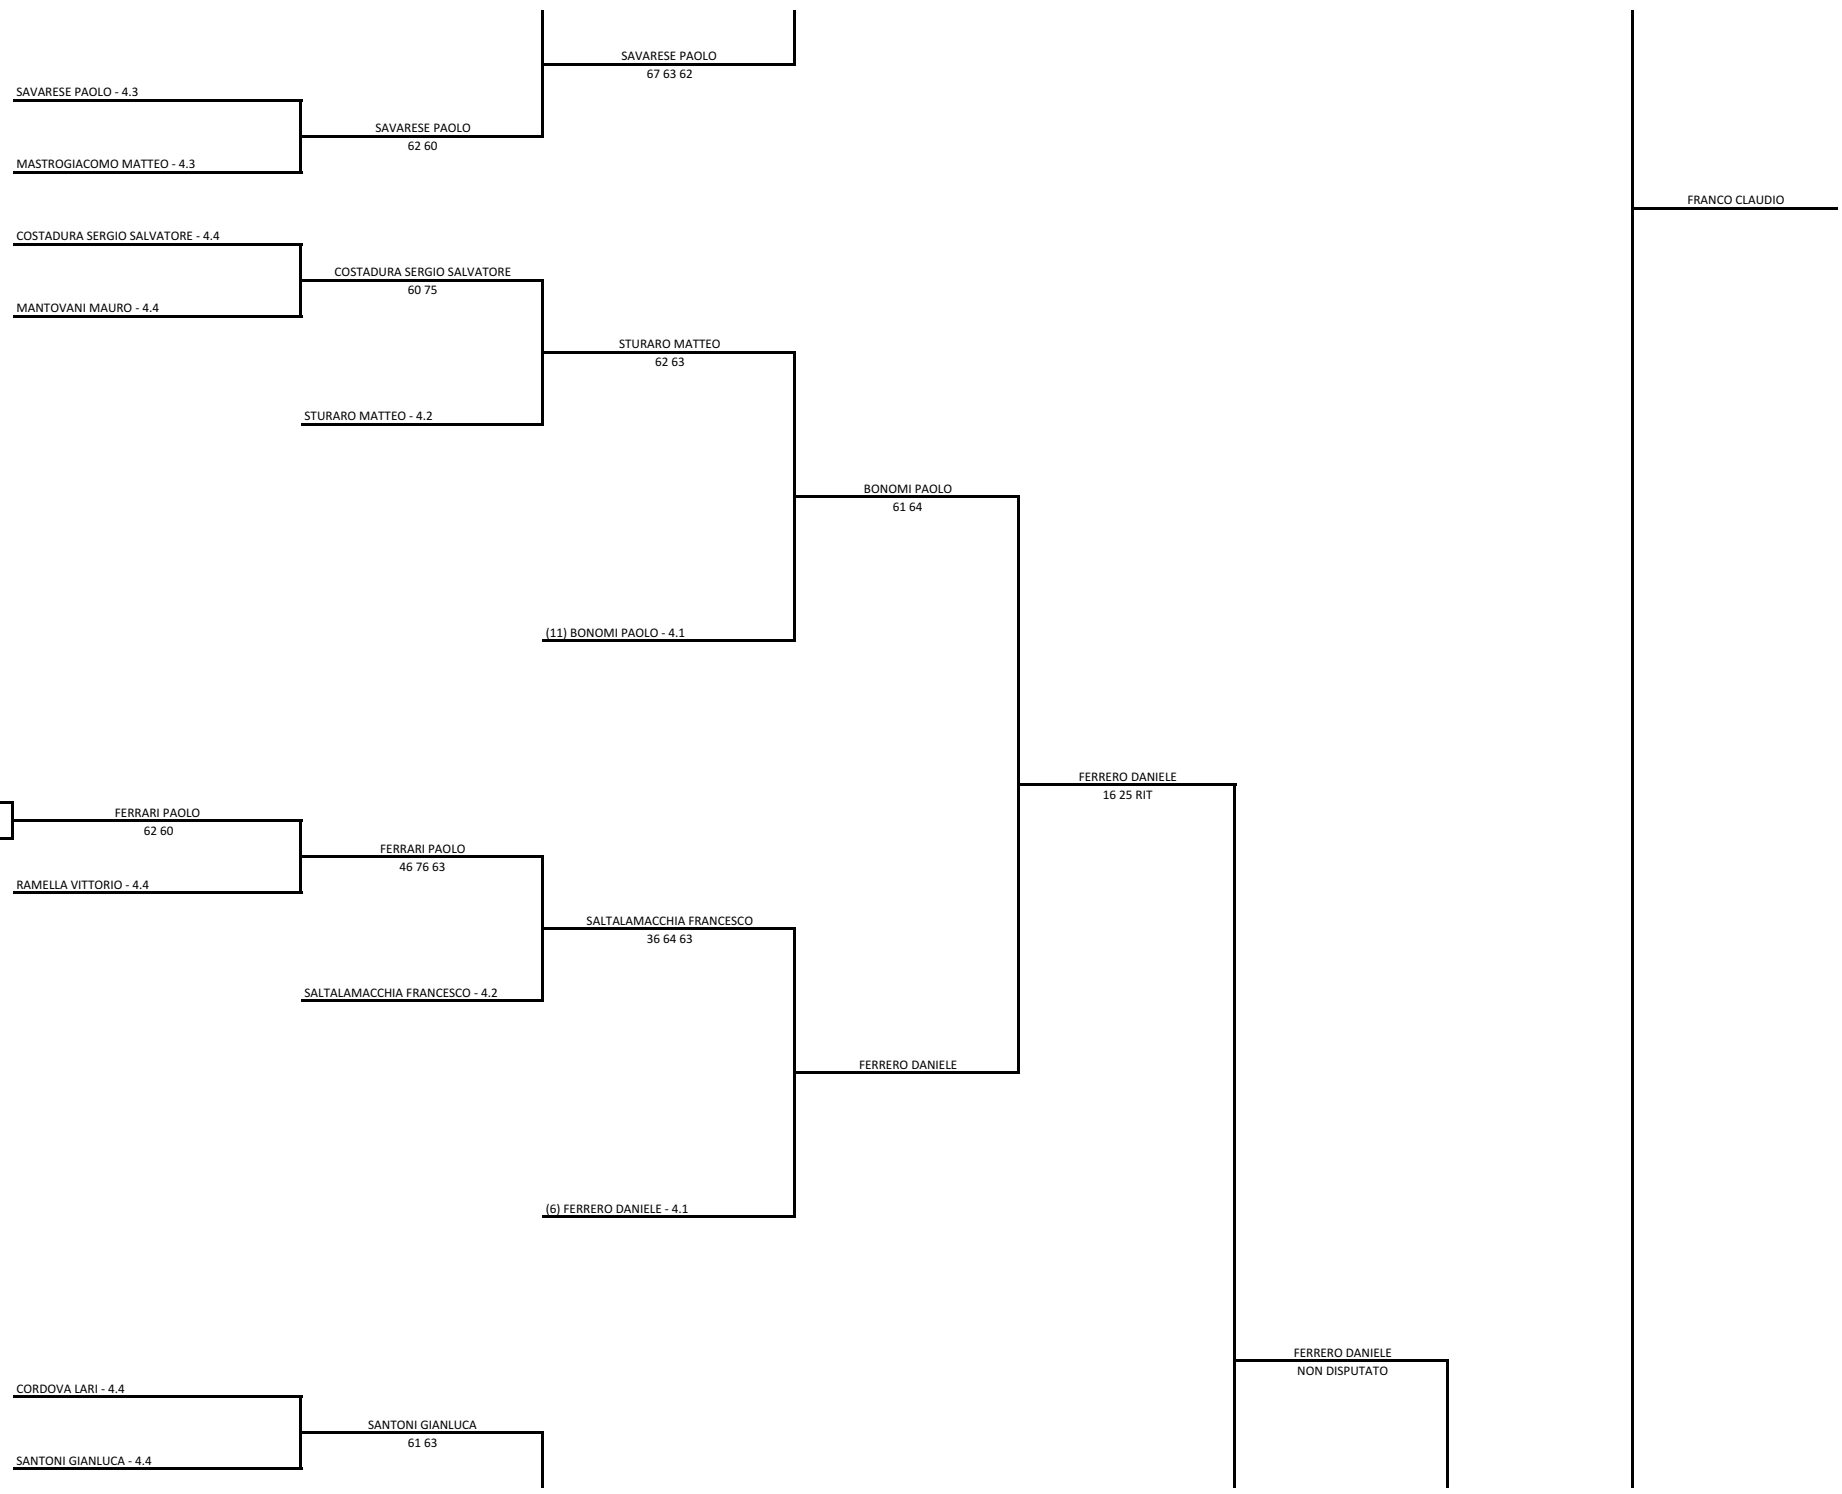 SAVARESE PAOLO
67 63 62
SAVARESE PAOLO - 4.3
SAVARESE PAOLO
62 60
MASTROGIACOMO MATTEO - 4.3
FRANCO CLAUDIO
COSTADURA SERGIO SALVATORE - 4.4
COSTADURA SERGIO SALVATORE
60 75
MANTOVANI MAURO - 4.4
STURARO MATTEO
62 63
STURARO MATTEO - 4.2
BONOMI PAOLO
61 64
(11) BONOMI PAOLO - 4.1
FERRERO DANIELE
16 25 RIT
FERRARI PAOLO
62 60
FERRARI PAOLO
46 76 63
RAMELLA VITTORIO - 4.4
SALTALAMACCHIA FRANCESCO
36 64 63
SALTALAMACCHIA FRANCESCO - 4.2
FERRERO DANIELE
(6) FERRERO DANIELE - 4.1
FERRERO DANIELE
NON DISPUTATO
CORDOVA LARI - 4.4
SANTONI GIANLUCA
61 63
SANTONI GIANLUCA - 4.4